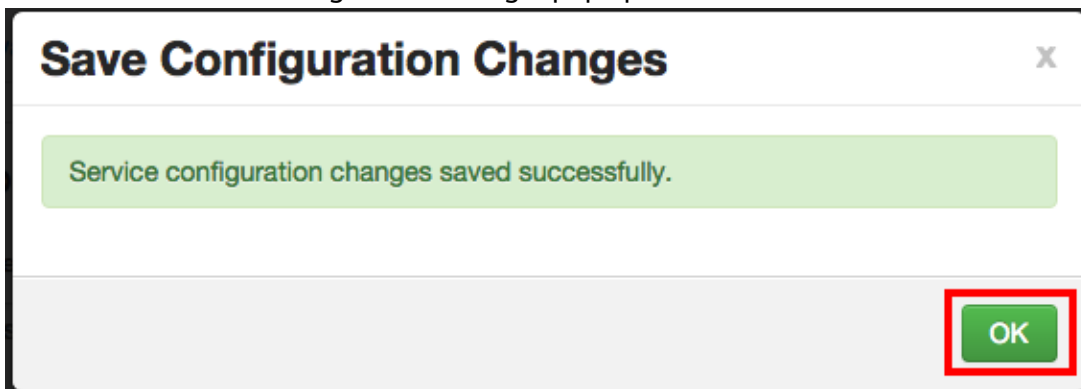 Save Configuration Changes
x
Service configuration changes saved successfully.
OK